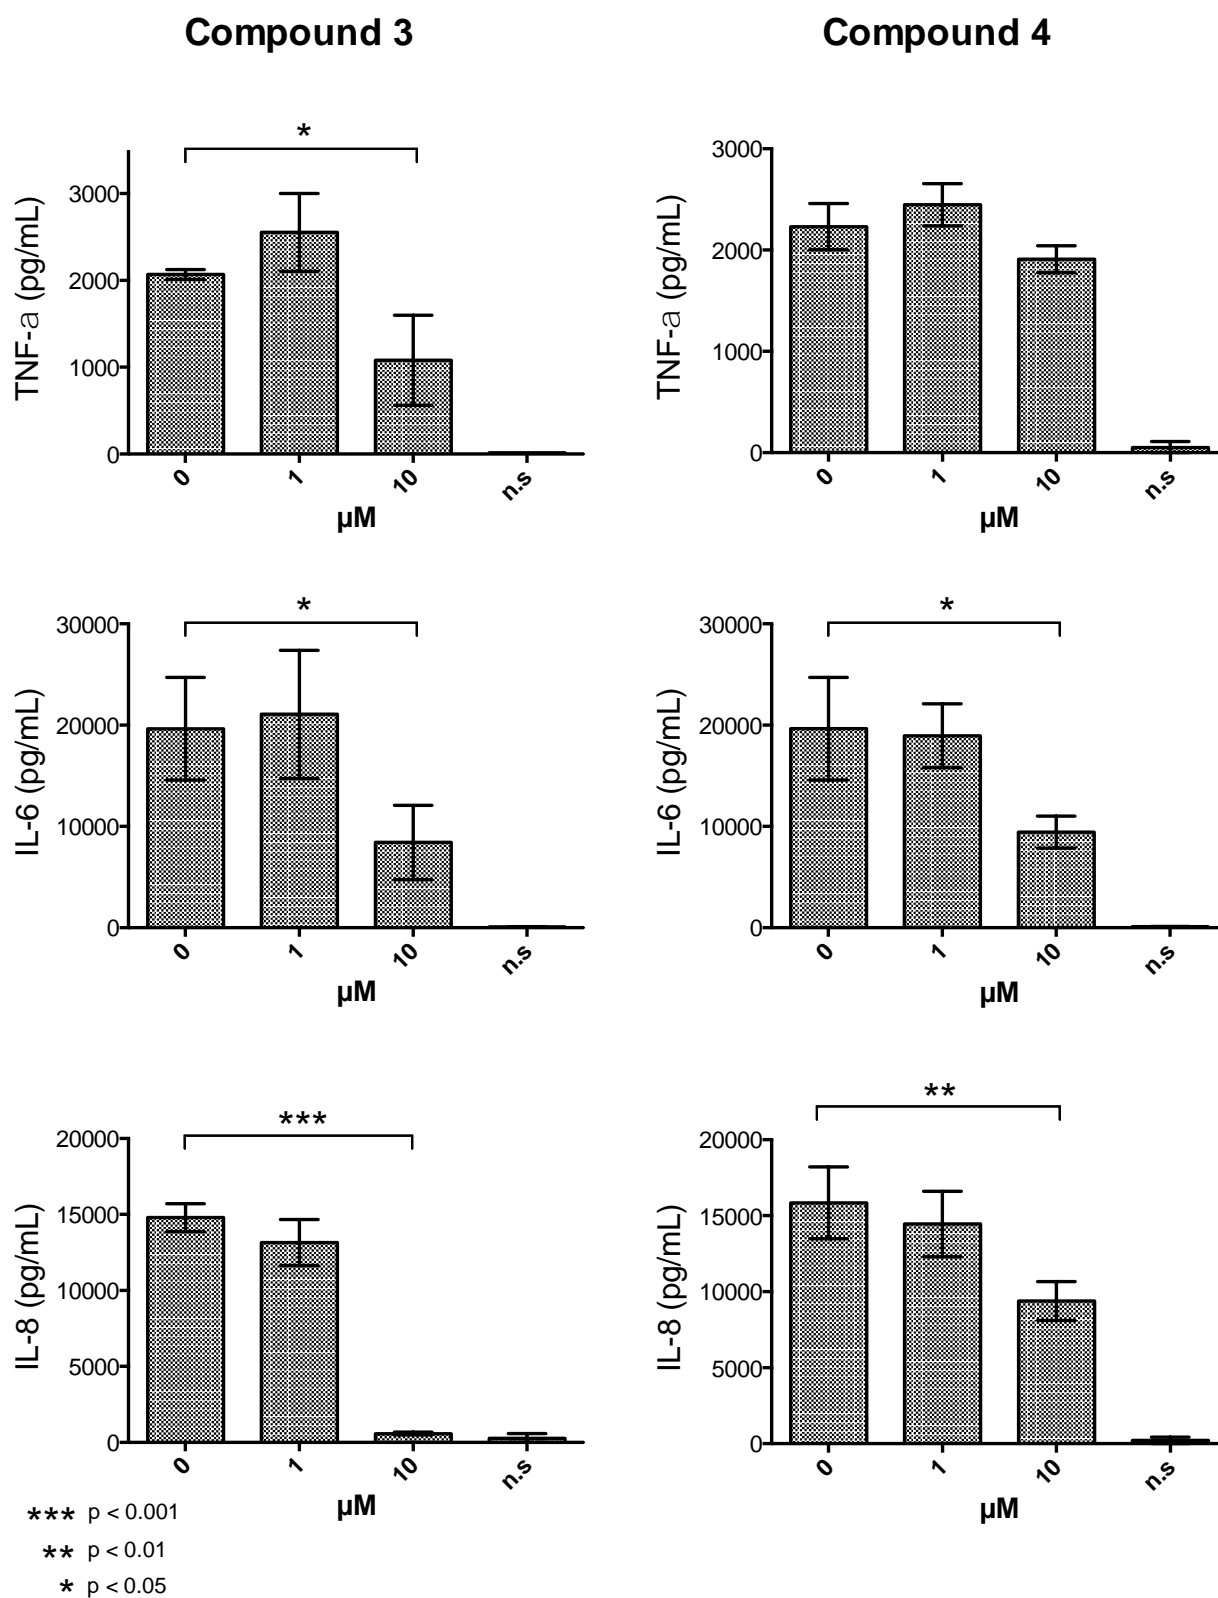 Compound 3
Compound 4
*
TNF-a (pg/mL)
3000
2000
1000
0
0
1
10
n.s
µM
TNF-a (pg/mL)
3000
2000
1000
0
0
1
10
n.s
µM
*
IL-6 (pg/mL)
30000
20000
10000
0
0
1
10
n.s
µM
*
IL-6 (pg/mL)
30000
20000
10000
0
0
1
10
n.s
µM
***
IL-8 (pg/mL)
20000
15000
10000
5000
0
0
1
10
n.s
µM
**
IL-8 (pg/mL)
20000
15000
10000
5000
0
0
1
10
n.s
µM
*** p < 0.001
** p < 0.01
* p < 0.05